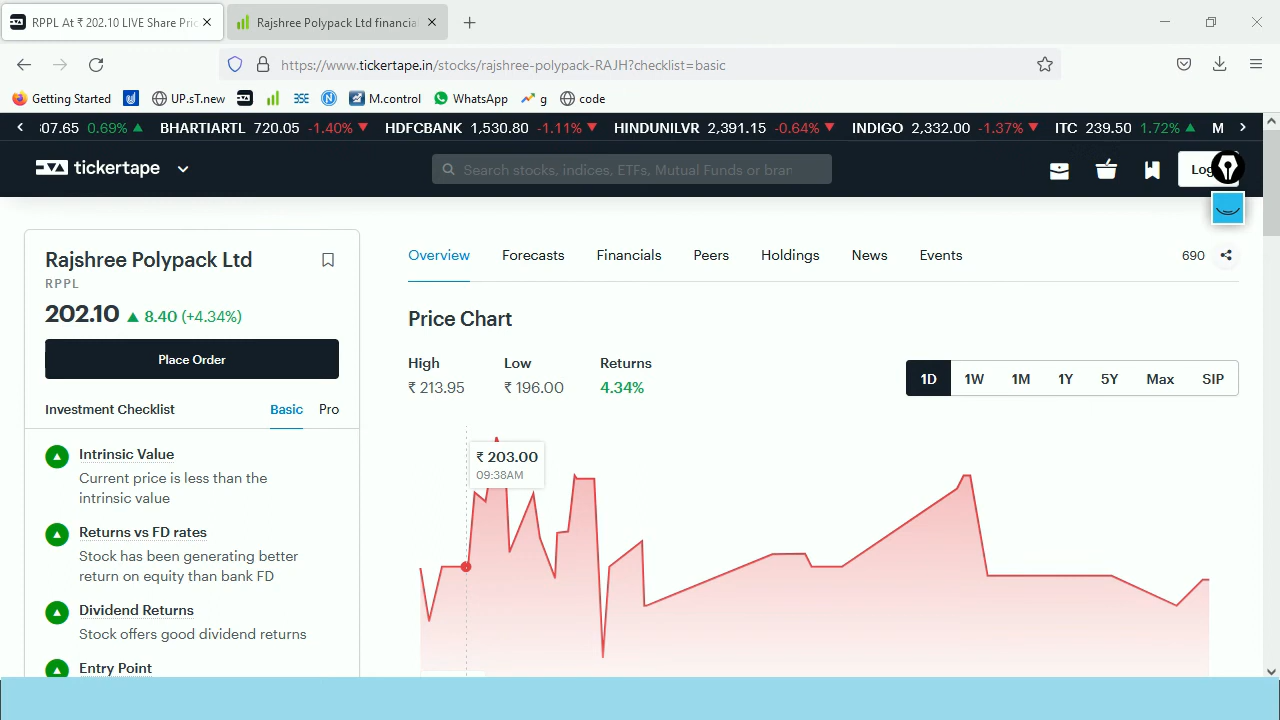 RPPL At ₹ 202.10 LIVE Share Pric
Rajshree Polypack Ltd financia
https://www.tickertape.in/stocks/rajshree-polypack-RAJH?checklist=basic
Getting Started
UP.sT.new
M.control
WhatsApp
g
code
307.65 0.69% BHARTIARTL 720.05 -1.40% HDFCBANK 1,530.80 -1.11% HINDUNILVR 2,391.15 -0.64% INDIGO 2,332.00 -1.37% ITC 239.50 1.72% M
tickertape
Search stocks, indices, ETFs, Mutual Funds or bran
Log
Rajshree Polypack Ltd
RPPL
202.10 8.40 (+4.34%)
Place Order
Investment Checklist Basic Pro
Intrinsic Value
Current price is less than the
intrinsic value
Returns vs FD rates
Stock has been generating better
return on equity than bank FD
Dividend Returns
Stock offers good dividend returns
Entry Point
Overview Forecasts Financials Peers Holdings News Events 690
Price Chart
High Low Returns
₹ 213.95 ₹ 196.00 4.34%
1D 1W 1M 1Y 5Y Max SIP
₹ 203.00
09:38AM